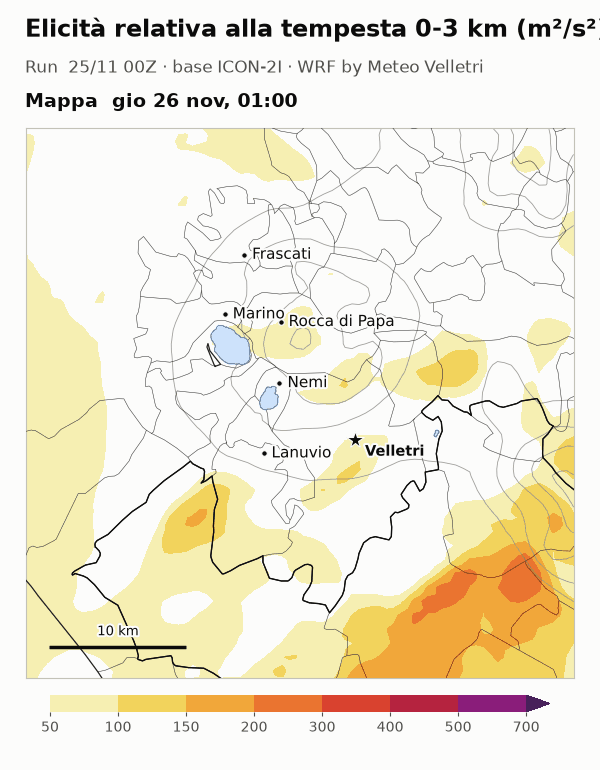 Elicità relativa alla tempesta 0-3 km (m²/s²)
Run 25/11 00Z · base ICON-2I · WRF by Meteo Velletri
Mappa gio 26 nov, 01:00
Frascati
Marino
Rocca di Papa
Nemi
Velletri
Lanuvio
10 km
50 100 150 200 300 400 500 700